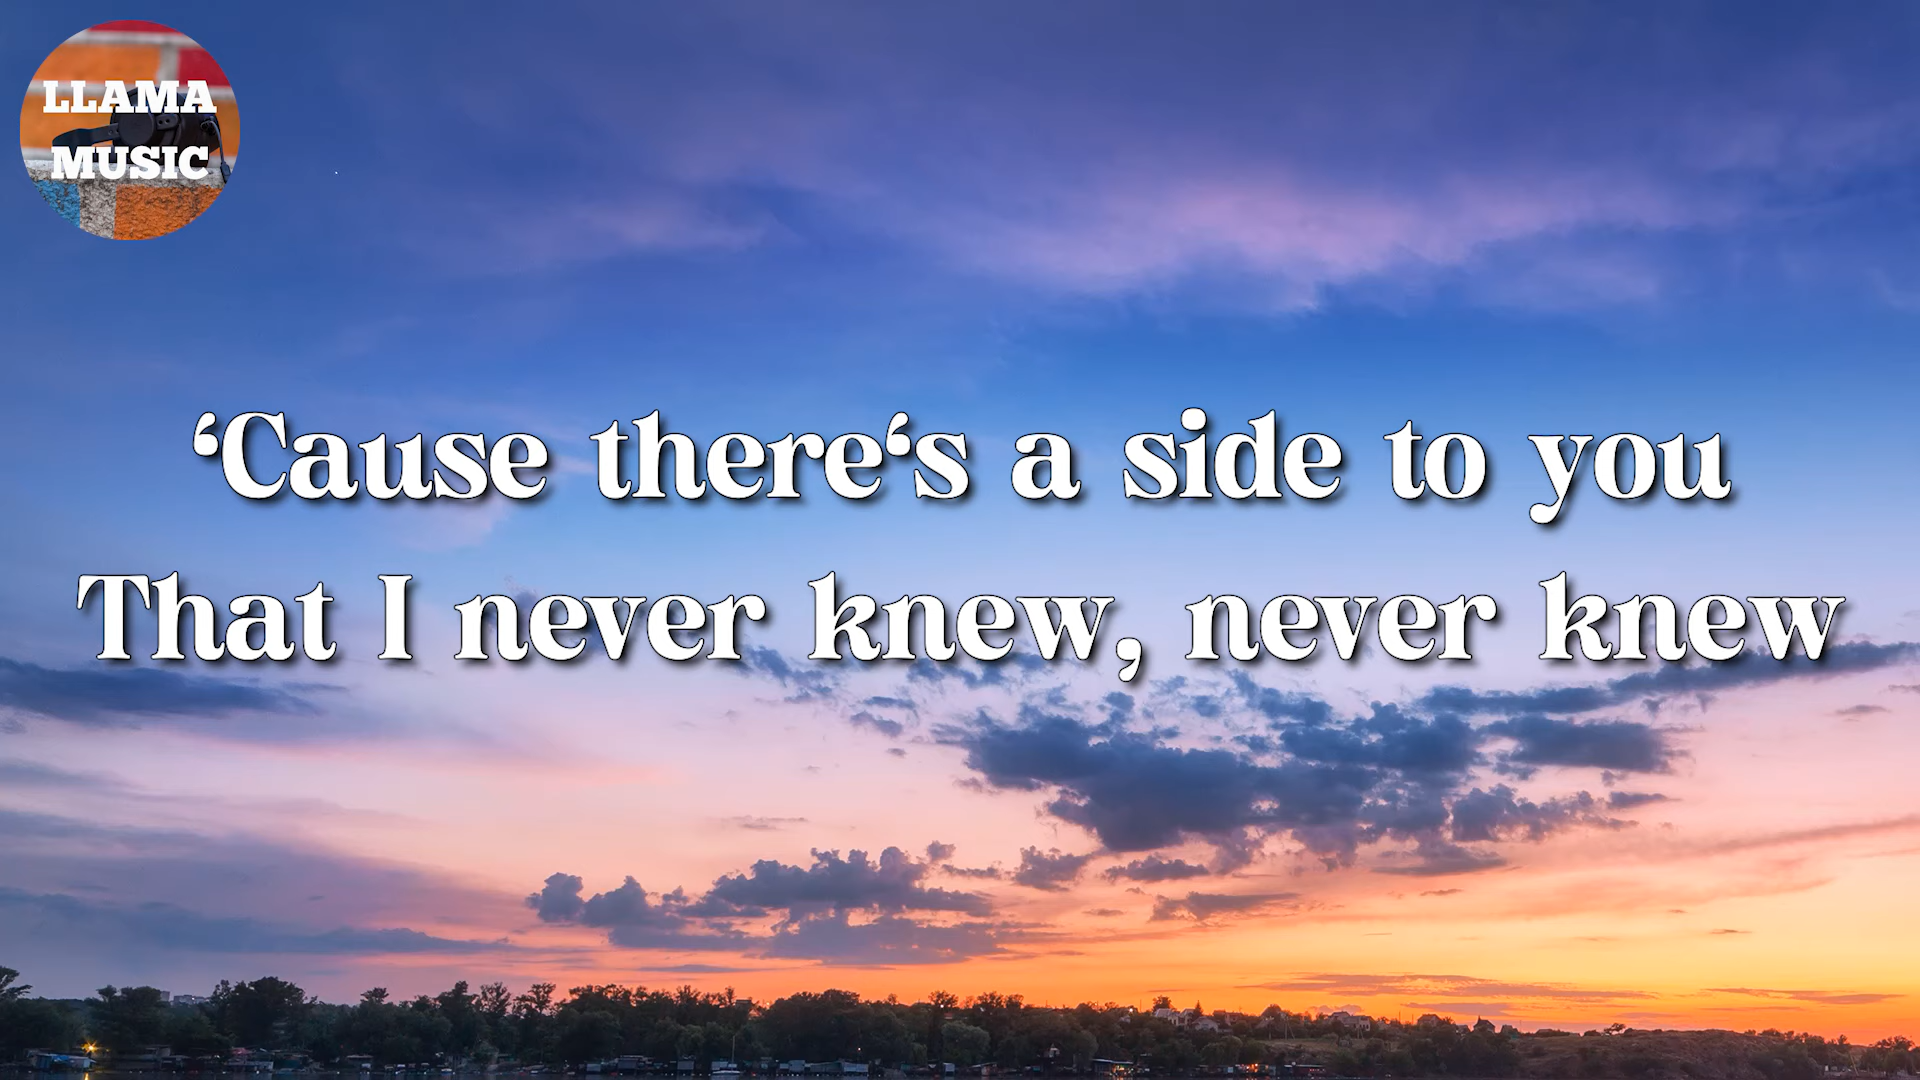 LLAMA
MUSIC
‘Cause there‘s a side to you
That I never knew, never knew